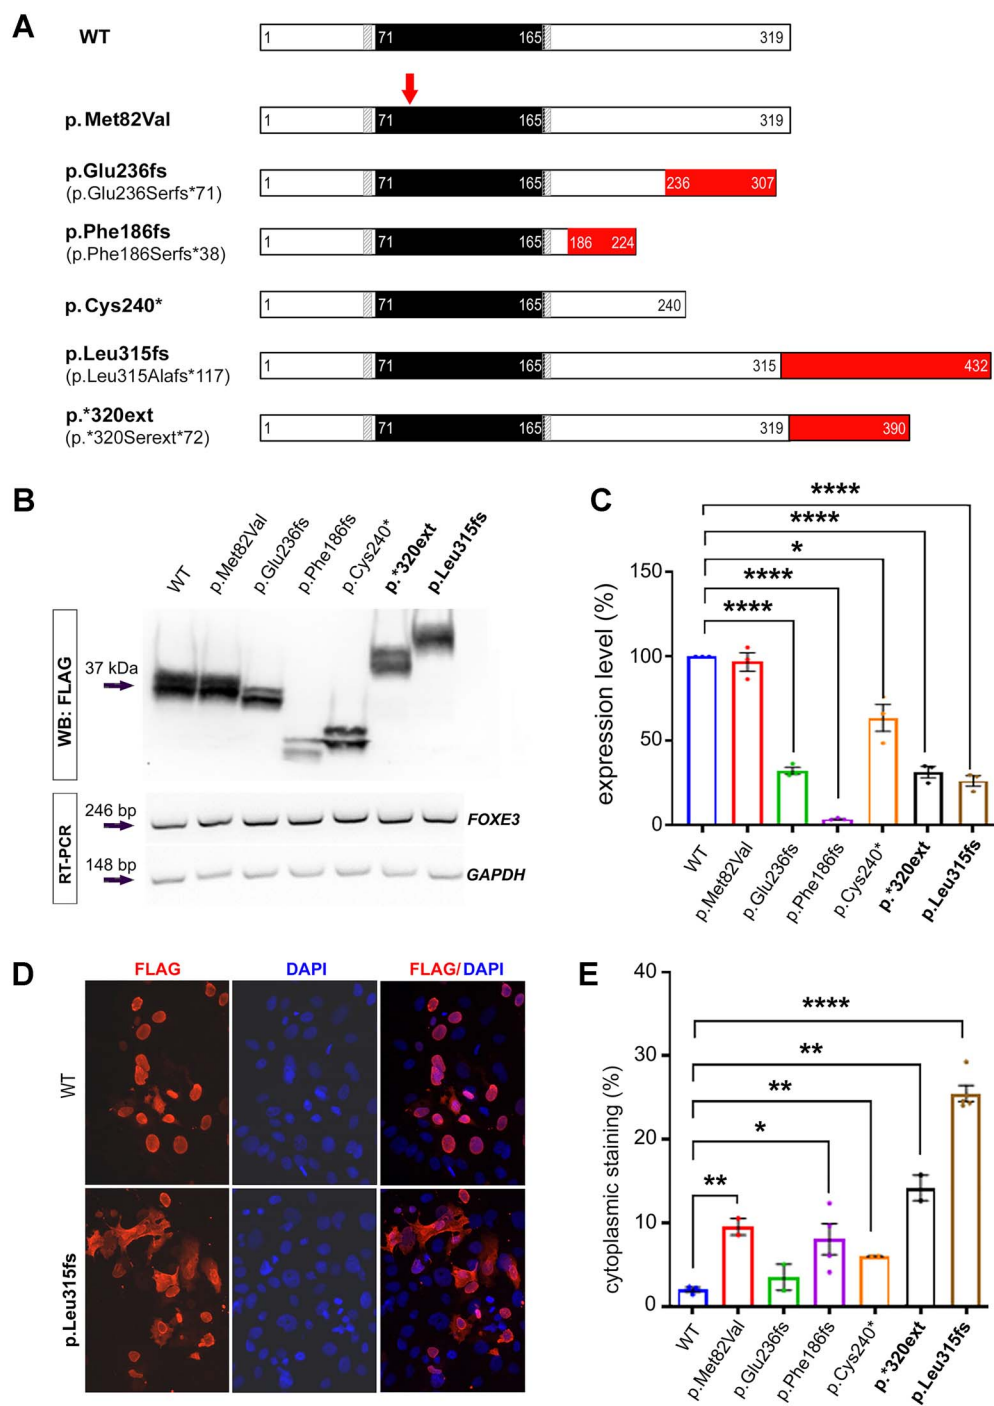 A
WT
1 71 165 319
p.Met82Val
1 71 165 319
p.Glu236fs
(p.Glu236Serfs*71)
1 71 165 236 307
p.Phe186fs
(p.Phe186Serfs*38)
1 71 165 186 224
p.Cys240*
1 71 165 240
p.Leu315fs
(p.Leu315Alafs*117)
1 71 165 315 432
p.*320ext
(p.*320Serext*72)
1 71 165 319 390
B
WT p.Met82Val p.Glu236fs p.Phe186fs p.Cys240* p.*320ext p.Leu315fs
WB: FLAG
37 kDa
RT-PCR
246 bp
FOXE3
148 bp
GAPDH
C
****
****
*
****
****
expression level (%)
150
100
50
0
WT p.Met82Val p.Glu236fs p.Phe186fs p.Cys240* p.*320ext p.Leu315fs
D
FLAG DAPI FLAG/DAPI
WT
p.Leu315fs
E
****
**
**
*
**
cytoplasmic staining (%)
40
30
20
10
0
WT p.Met82Val p.Glu236fs p.Phe186fs p.Cys240* p.*320ext p.Leu315fs